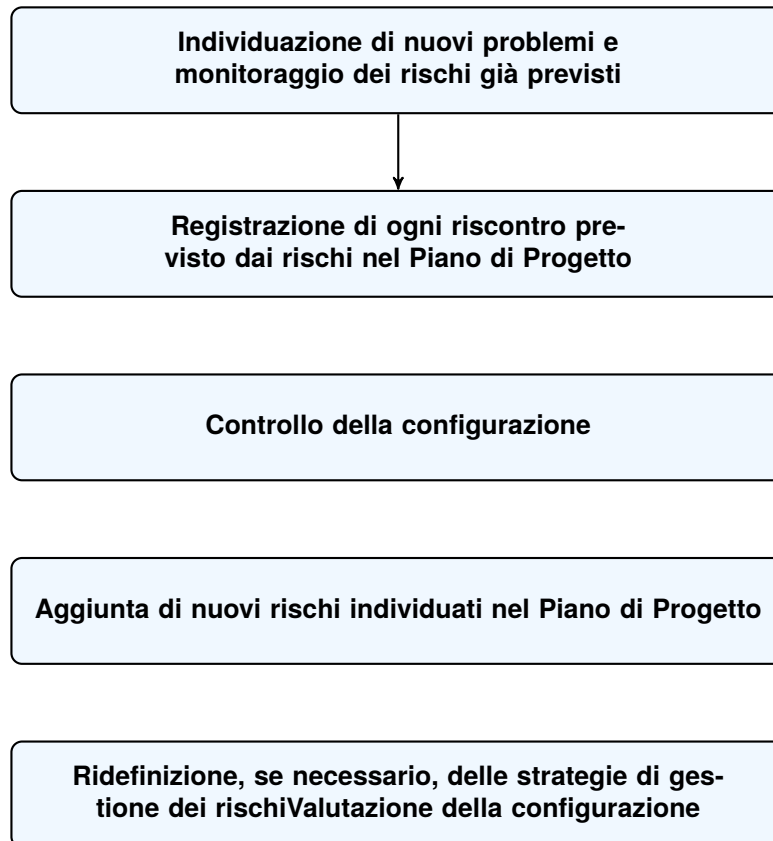 Individuazione di nuovi problemi e
monitoraggio dei rischi già previsti
Registrazione di ogni riscontro pre-
visto dai rischi nel Piano di Progetto
Controllo della configurazione
Aggiunta di nuovi rischi individuati nel Piano di Progetto
Ridefinizione, se necessario, delle strategie di ges-
tione dei rischiValutazione della configurazione